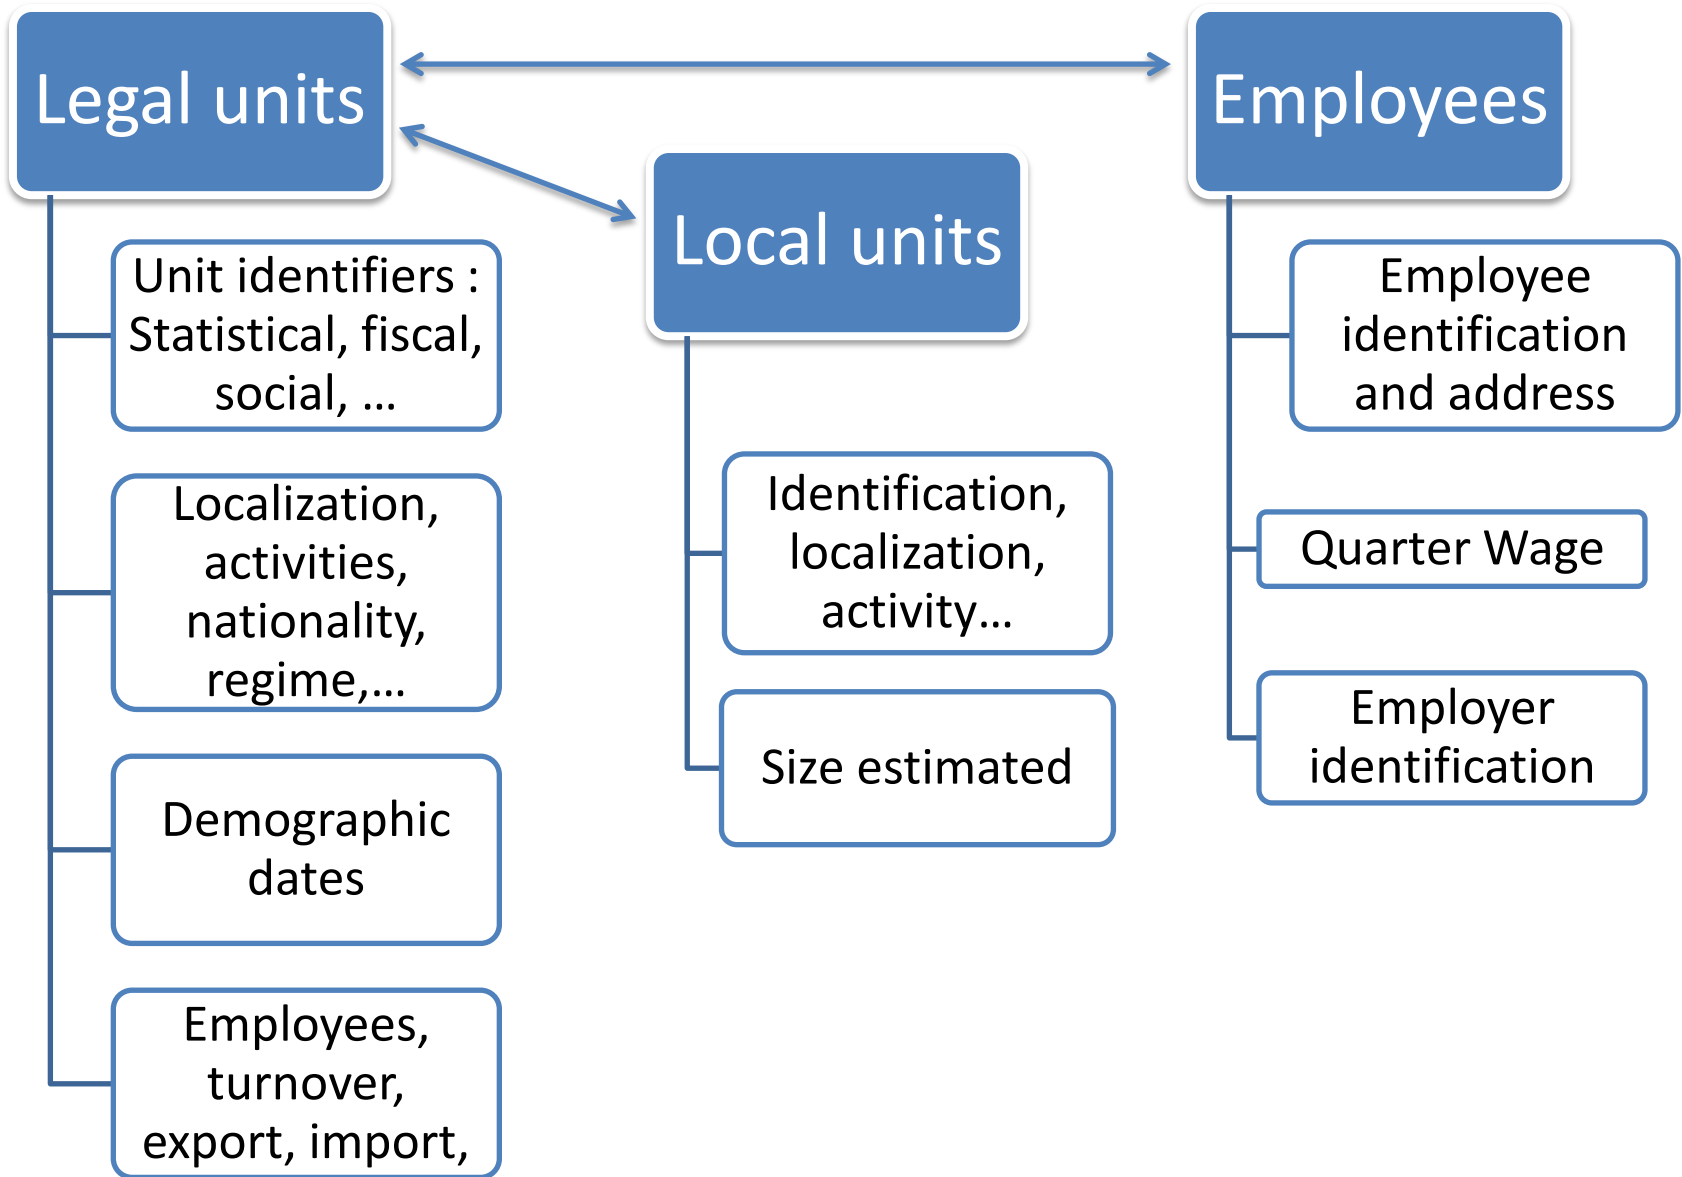 Legal units
Unit identifiers :
Statistical, fiscal,
social, ...
Localization,
activities,
nationality,
regime,...
Demographic
dates
Employees,
turnover,
export, import,
Local units
Identification,
localization,
activity...
Size estimated
Employees
Employee
identification
and address
Quarter Wage
Employer
identification